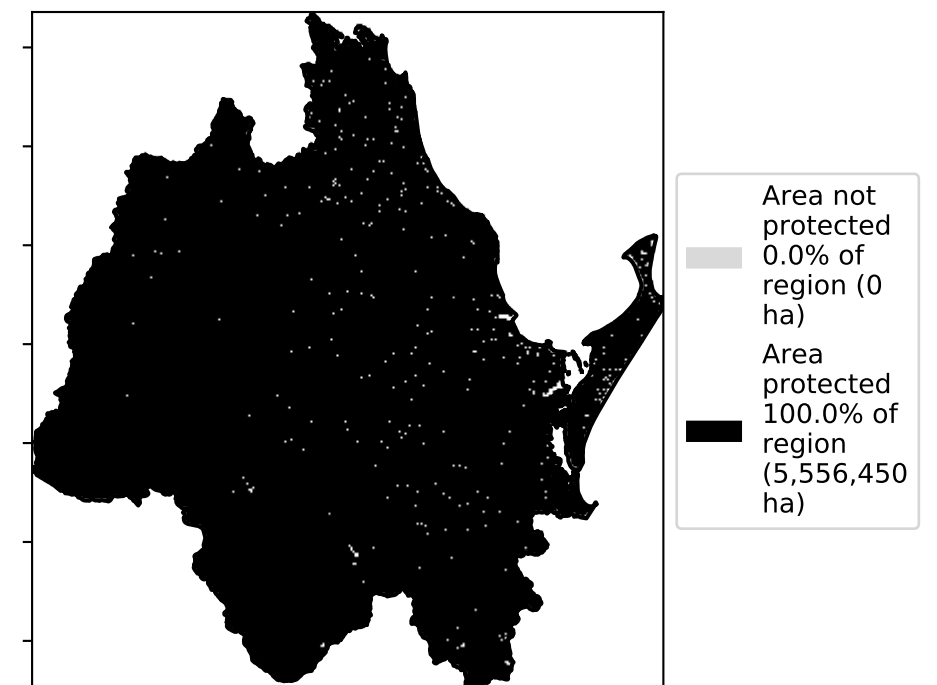 Area not
protected
0.0% of
region (0
ha)
Area
protected
100.0% of
region
(5,556,450
ha)